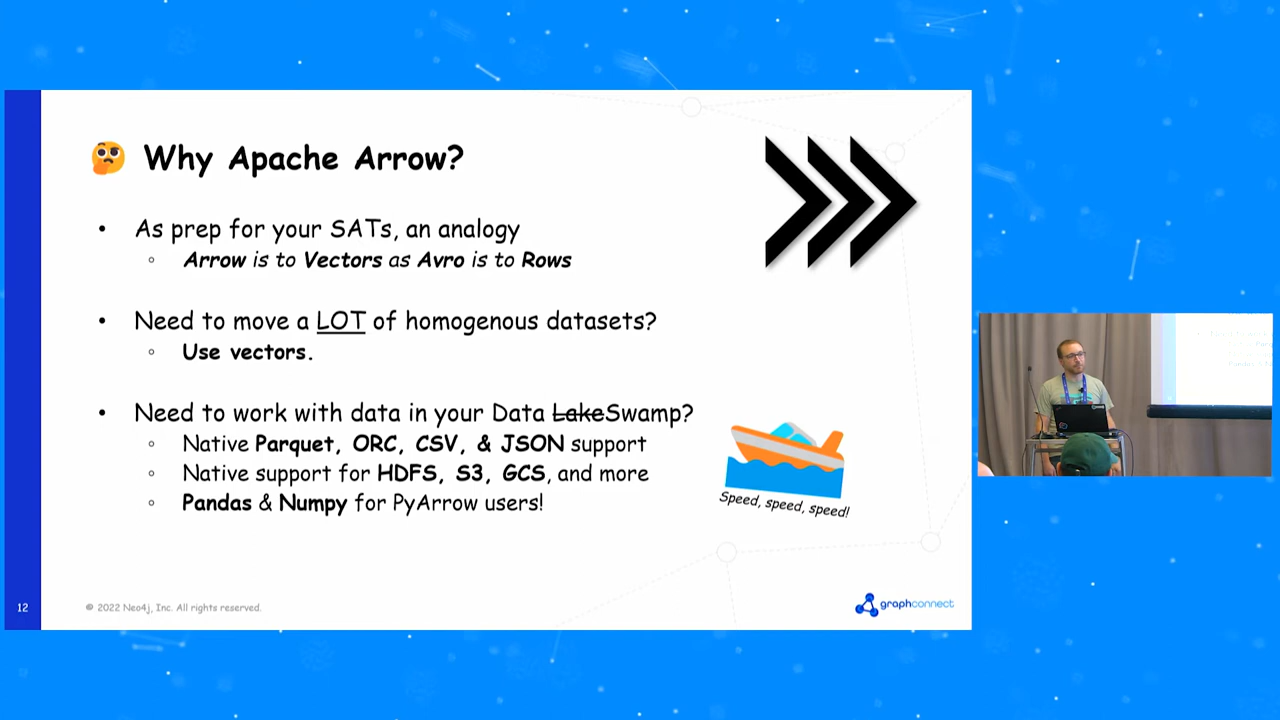 Why Apache Arrow?
• As prep for your SATs, an analogy
◦ Arrow is to Vectors as Avro is to Rows
• Need to move a LOT of homogenous datasets?
◦ Use vectors.
• Need to work with data in your Data LakeSwamp?
◦ Native Parquet, ORC, CSV, & JSON support
◦ Native support for HDFS, S3, GCS, and more
◦ Pandas & Numpy for PyArrow users!
Speed, speed, speed!
12
© 2022 Neo4j, Inc. All rights reserved.
graphconnect